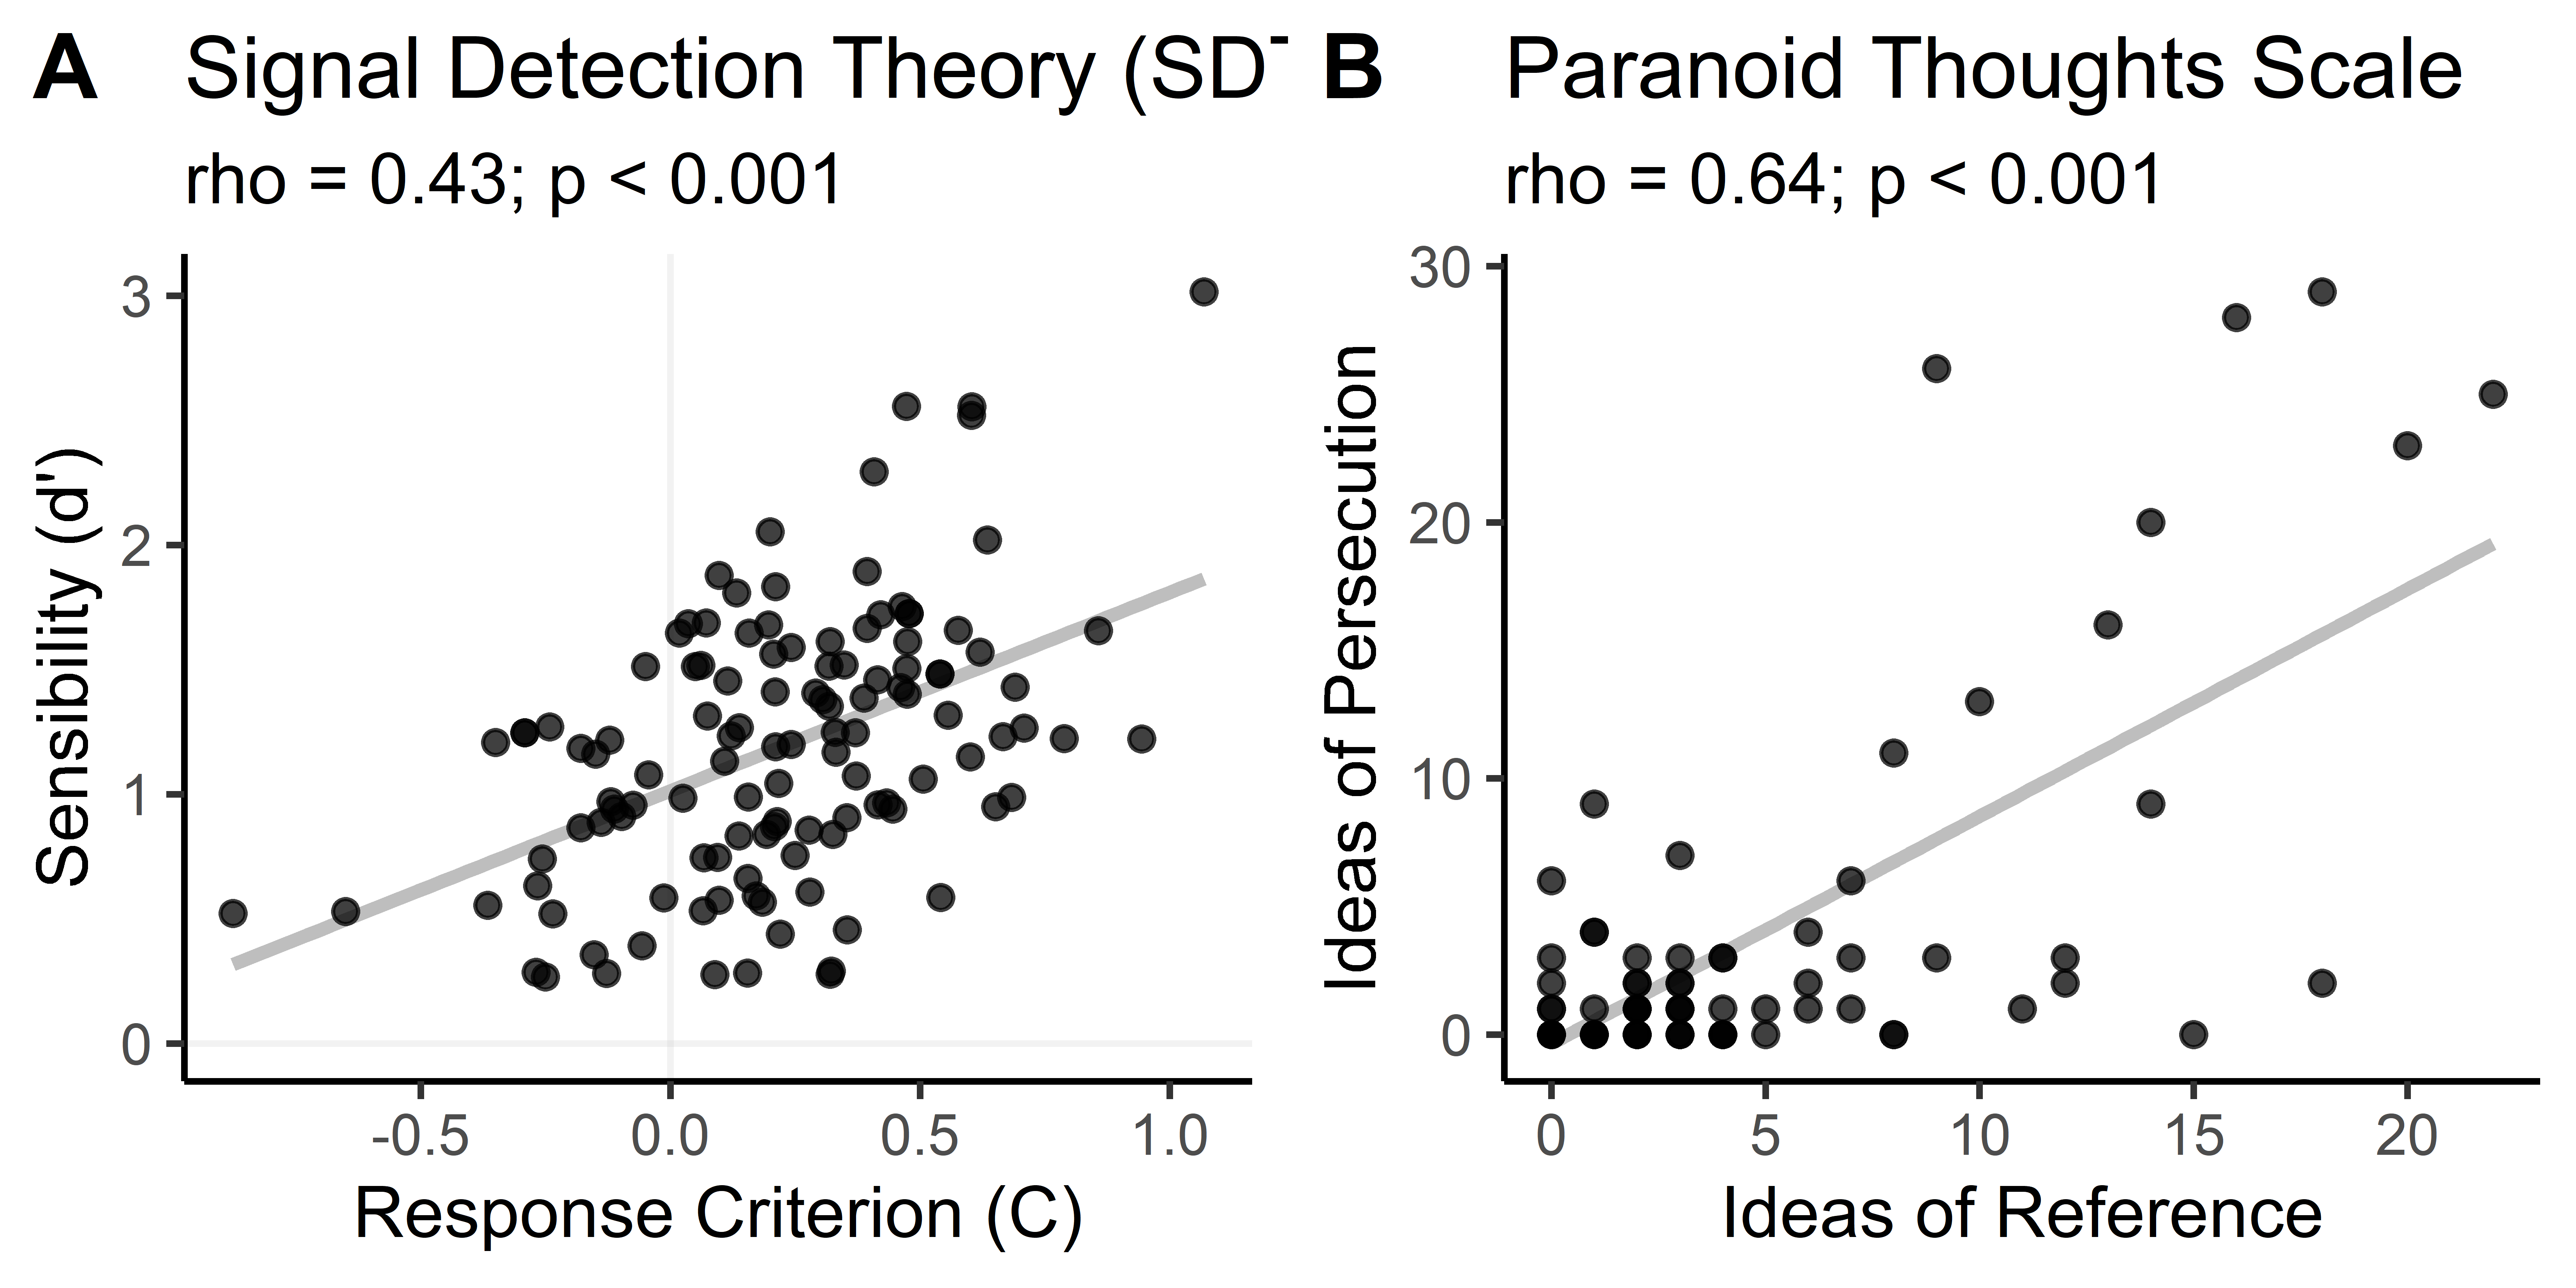 A Signal Detection Theory (SD
rho = 0.43; p < 0.001
Sensibility (d')
3
2
1
0
-0.5 0.0 0.5 1.0
Response Criterion (C)
B Paranoid Thoughts Scale
rho = 0.64; p < 0.001
Ideas of Persecution
30
20
10
0
0 5 10 15 20
Ideas of Reference